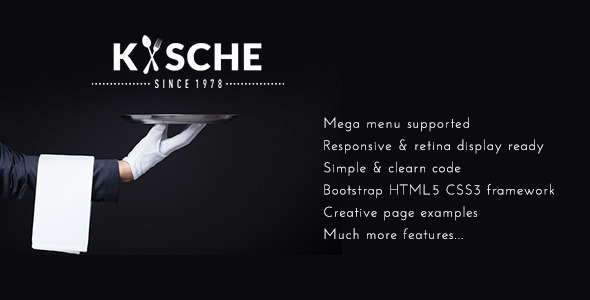 KXSCHE
SINCE 1978
Mega menu supported
Responsive & retina display ready
Simple & clearn code
Bootstrap HTML5 CSS3 framework
Creative page examples
Much more features...